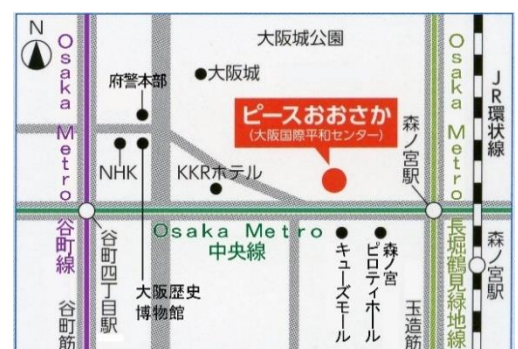 N
大阪城公園
Osaka Metro 谷町線
府警本部
大阪城
ピースおおさか
(大阪国際平和センター)
NHK
KKRホテル
森ノ宮駅
Osaka Metro 長堀鶴見緑地線
JR環状線
Osaka Metro
中央線
谷町四丁目駅
大阪歴史
博物館
キューズモール
森ノ宮
ピロティホール
森ノ宮駅
谷町筋
玉造筋